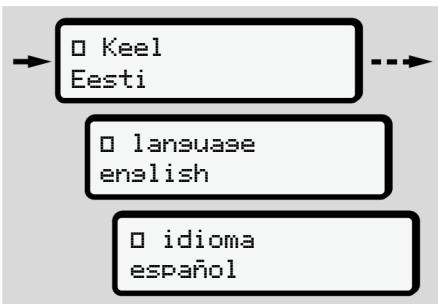 □ Keel
Eesti
□ language
english
□ idioma
español